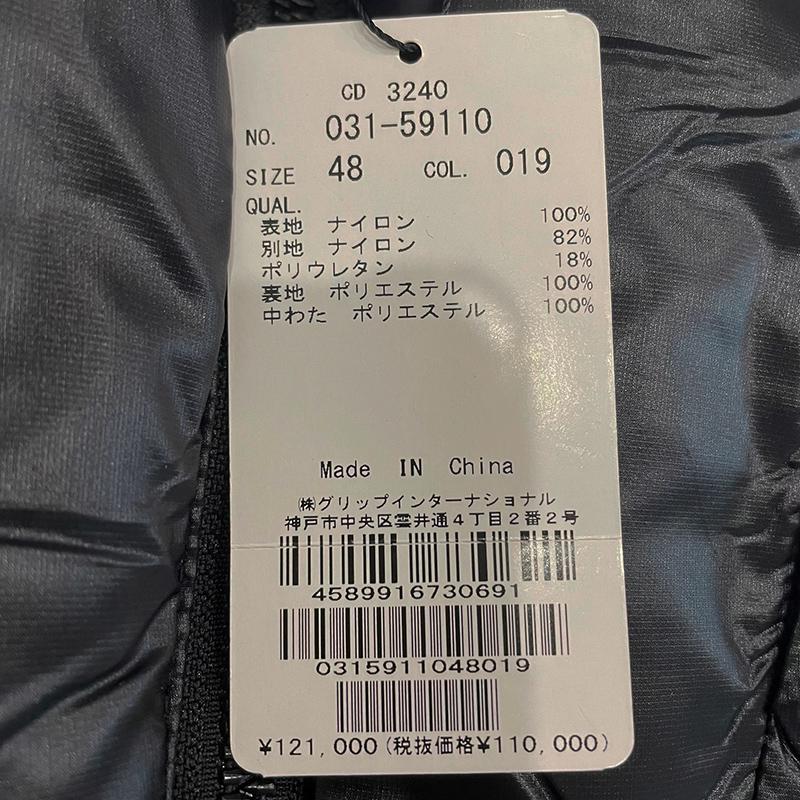 CD 3240
NO. 031-59110
SIZE 48 COL. 019
QUAL.
表地 ナイロン 100%
別地 ナイロン 82%
ポリウレタン 18%
裏地 ポリエステル 100%
中わた ポリエステル 100%
Made IN China
㈱グリップインターナショナル
神戸市中央区雲井通4丁目2番2号
4589916730691
0315911048019
¥121,000(税抜価格¥110,000)